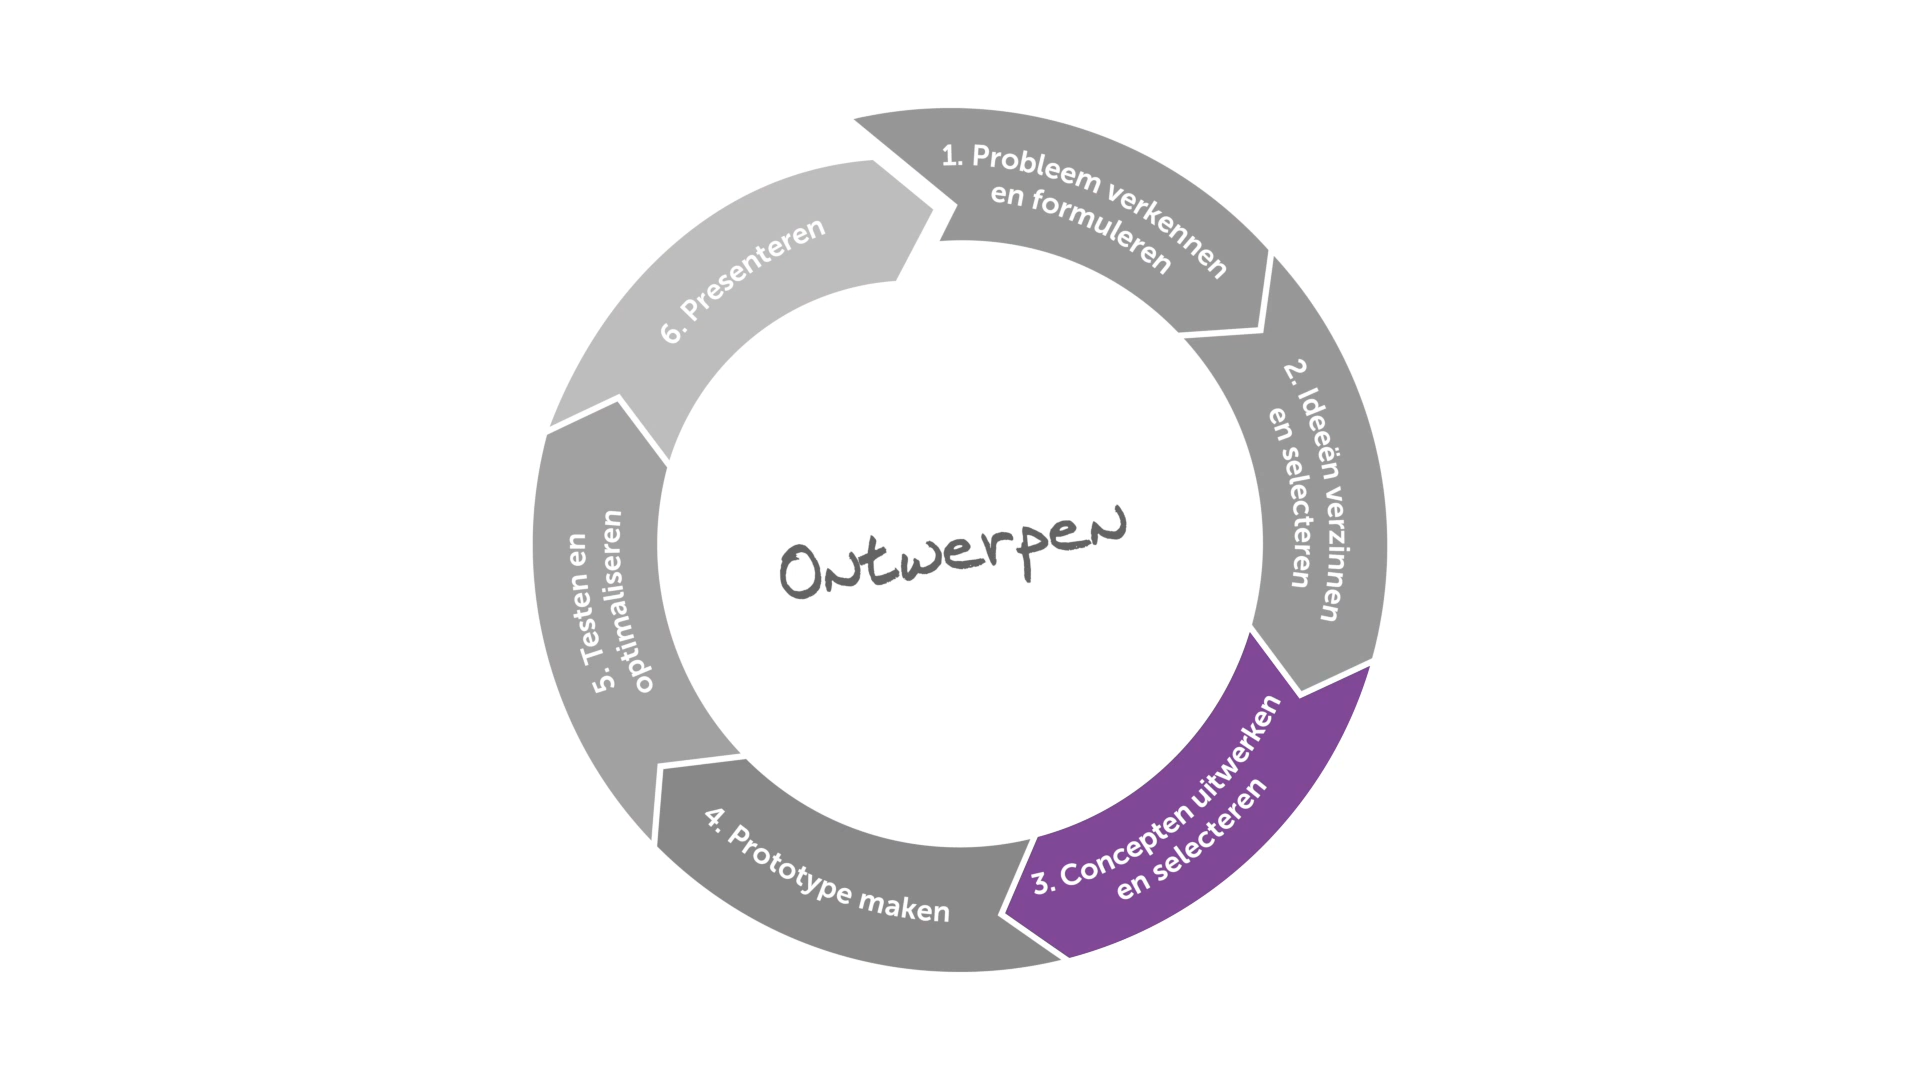 1. Probleem verkennen
en formuleren
2. Ideeën verzinnen
en selecteren
3. Concepten uitwerken
en selecteren
4. Prototype maken
5. Testen en
optimaliseren
6. Presenteren
Ontwerpen